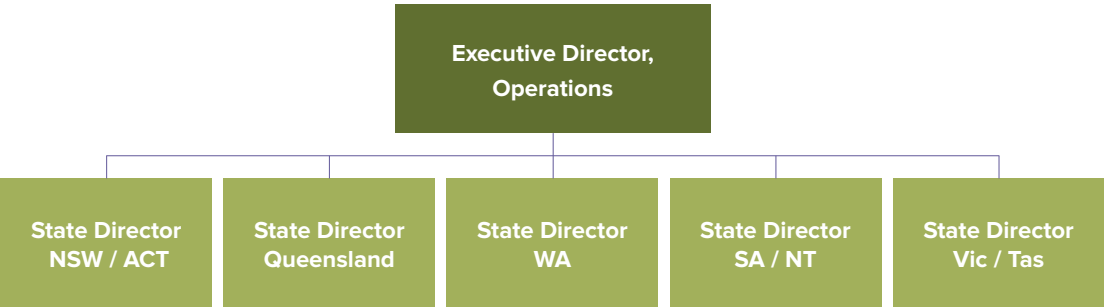 Executive Director,
Operations
State Director
NSW / ACT
State Director
Queensland
State Director
WA
State Director
SA / NT
State Director
Vic / Tas